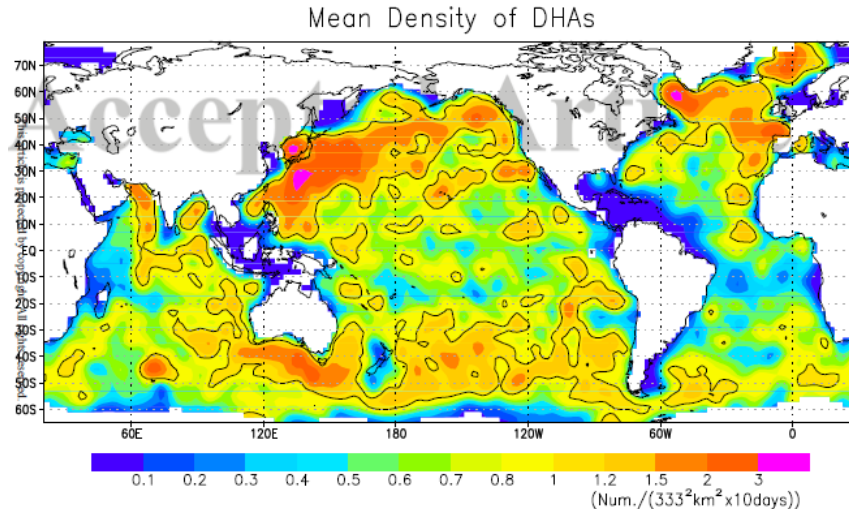 Mean Density of DHAs
Accept Art
70N
60N
50N
40N
30N
20N
10N
EQ
10S
20S
30S
40S
50S
60S
60E 120E 180 120W 60W 0
0.1 0.2 0.3 0.4 0.5 0.6 0.7 0.8 1 1.2 1.5 2 3
(Num./(333²km²x10days))